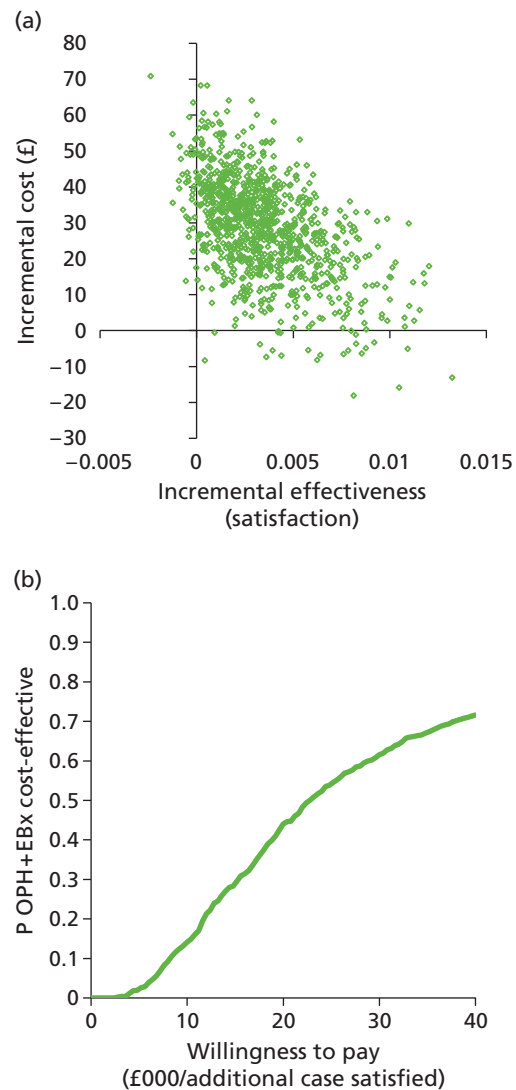 (a)
80
70
60
50
40
30
20
10
0
−10
−20
−30
Incremental cost (£)
−0.005 0 0.005 0.01 0.015
Incremental effectiveness
(satisfaction)
(b)
1.0
0.9
0.8
0.7
0.6
0.5
0.4
0.3
0.2
0.1
0
P OPH+EBx cost-effective
0 10 20 30 40
Willingness to pay
(£000/additional case satisfied)